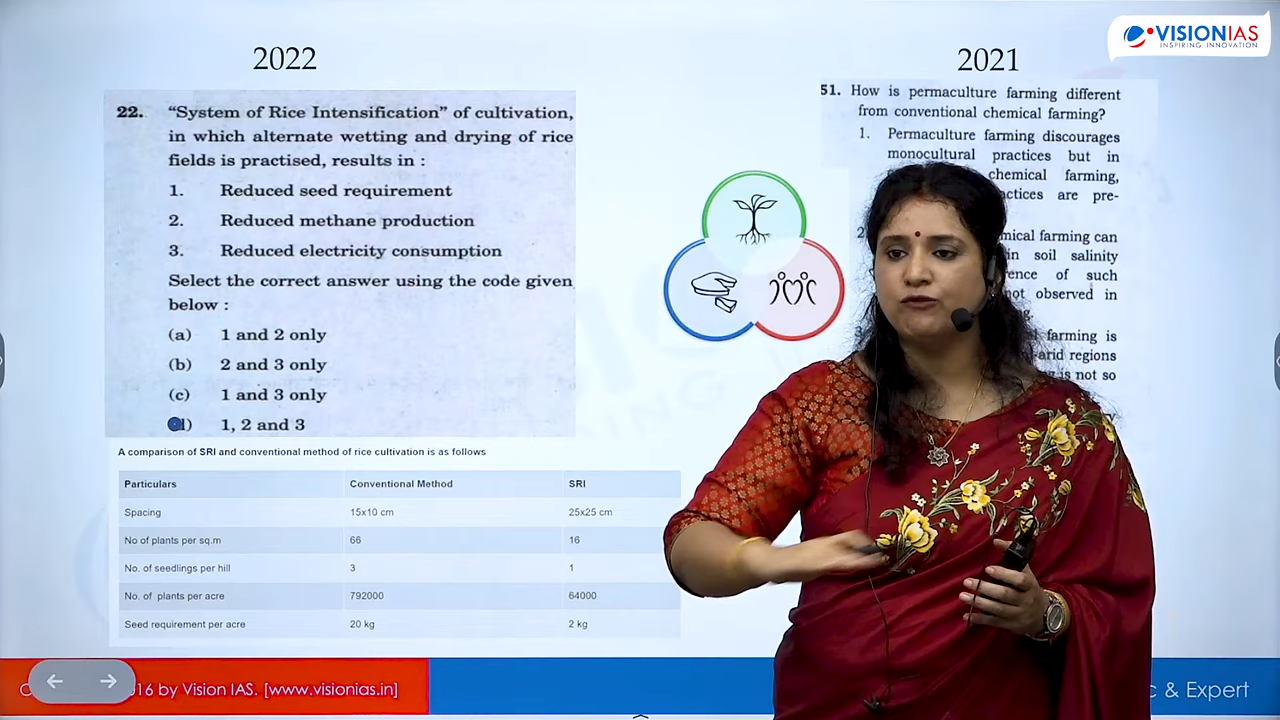 VISIONIAS
INSPIRING INNOVATION
2022
22. "System of Rice Intensification" of cultivation,
in which alternate wetting and drying of rice
fields is practised, results in :
1. Reduced seed requirement
2. Reduced methane production
3. Reduced electricity consumption
Select the correct answer using the code given
below :
(a) 1 and 2 only
(b) 2 and 3 only
(c) 1 and 3 only
1, 2 and 3
A comparison of SRI and conventional method of rice cultivation is as follows
Particulars Conventional Method SRI
Spacing 15x10 cm 25x25 cm
No of plants per sq.m 66 16
No. of seedlings per hill 3 1
No. of plants per acre 792000 64000
Seed requirement per acre 20 kg 2 kg
2021
51. How is permaculture farming different
from conventional chemical farming?
1. Permaculture farming discourages
monocultural practices but in
chemical farming,
are pre-
farming can
in soil salinity
of such
not observed in
farming is
regions
is not so
by Vision IAS. [www.visionias.in]
& Expert